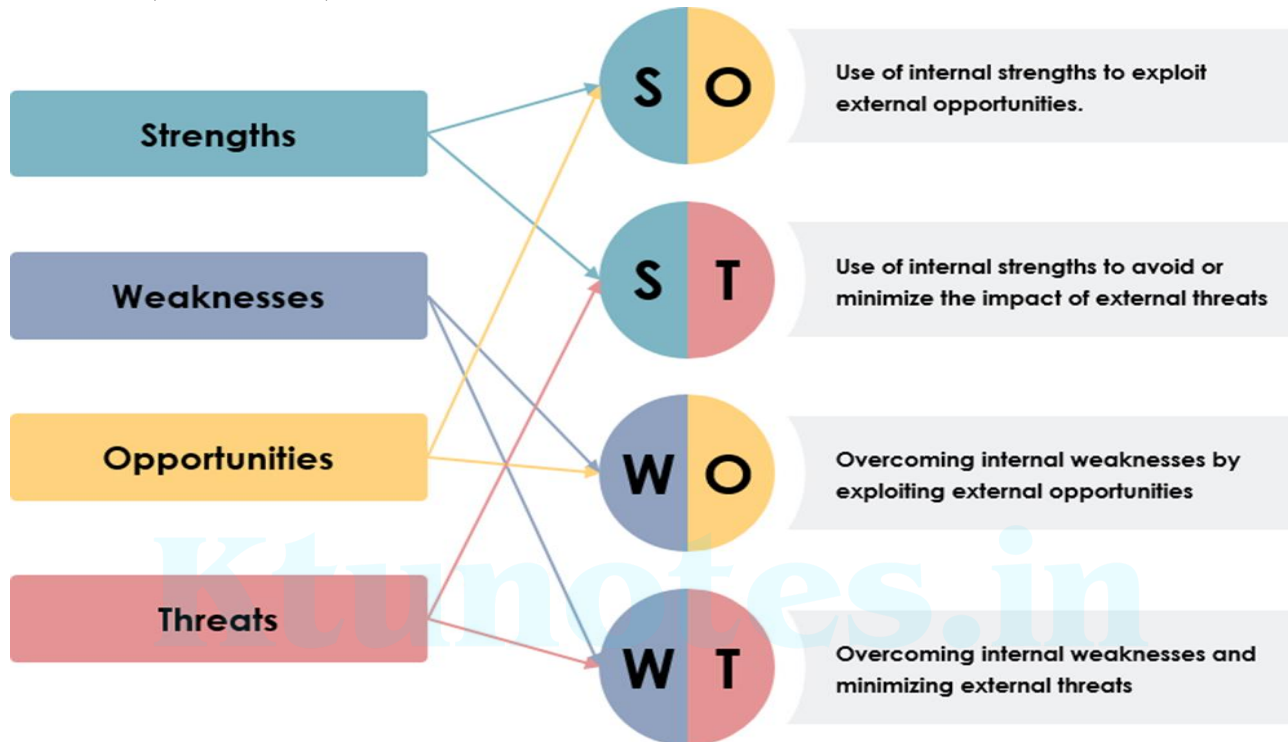 Strengths
Weaknesses
Opportunities
Threats
S O
Use of internal strengths to exploit
external opportunities.
S T
Use of internal strengths to avoid or
minimize the impact of external threats
W O
Overcoming internal weaknesses by
exploiting external opportunities
W T
Overcoming internal weaknesses and
minimizing external threats
Ktunotes.in